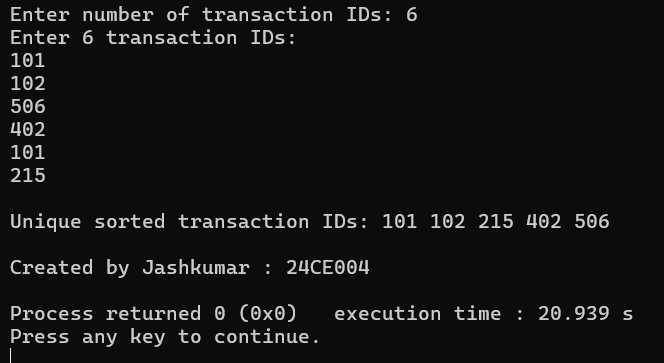 Enter number of transaction IDs: 6
Enter 6 transaction IDs:
101
102
506
402
101
215
Unique sorted transaction IDs: 101 102 215 402 506
Created by Jashkumar : 24CE004
Process returned 0 (0x0)   execution time : 20.939 s
Press any key to continue.